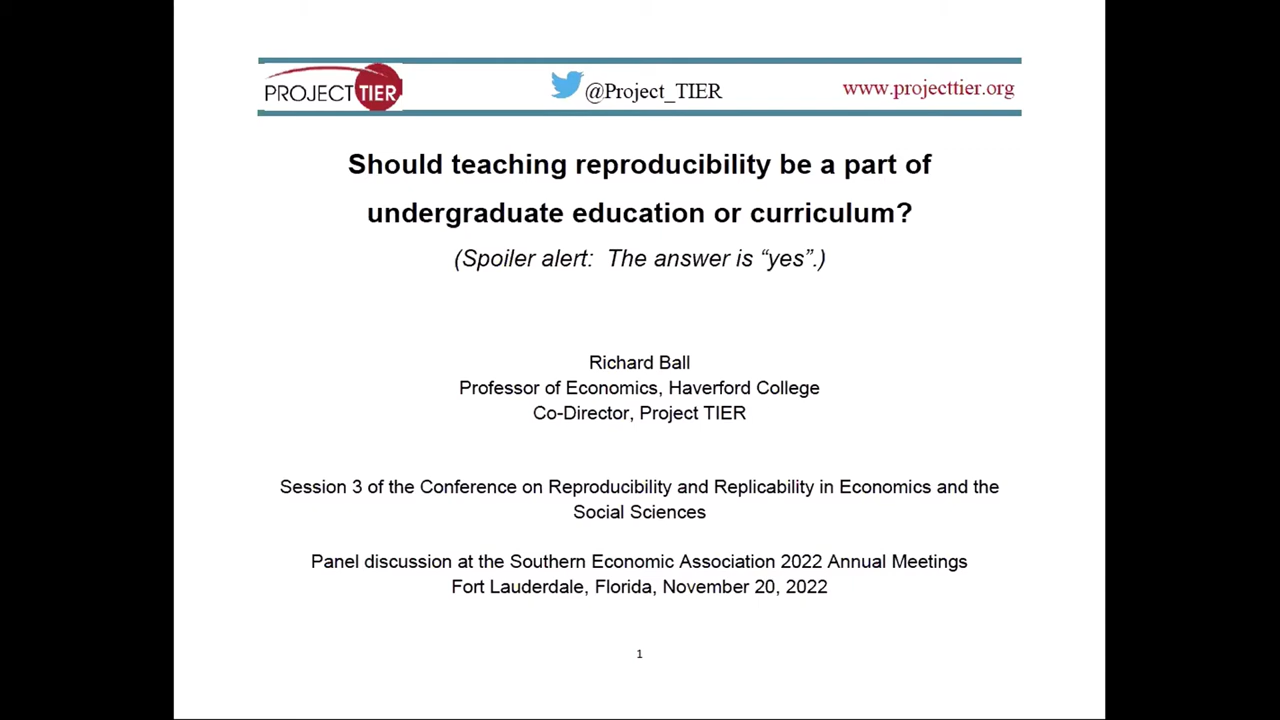 PROJECT TIER @Project_TIER www.projecttier.org
Should teaching reproducibility be a part of
undergraduate education or curriculum?
(Spoiler alert: The answer is “yes”.)
Richard Ball
Professor of Economics, Haverford College
Co-Director, Project TIER
Session 3 of the Conference on Reproducibility and Replicability in Economics and the
Social Sciences
Panel discussion at the Southern Economic Association 2022 Annual Meetings
Fort Lauderdale, Florida, November 20, 2022
1